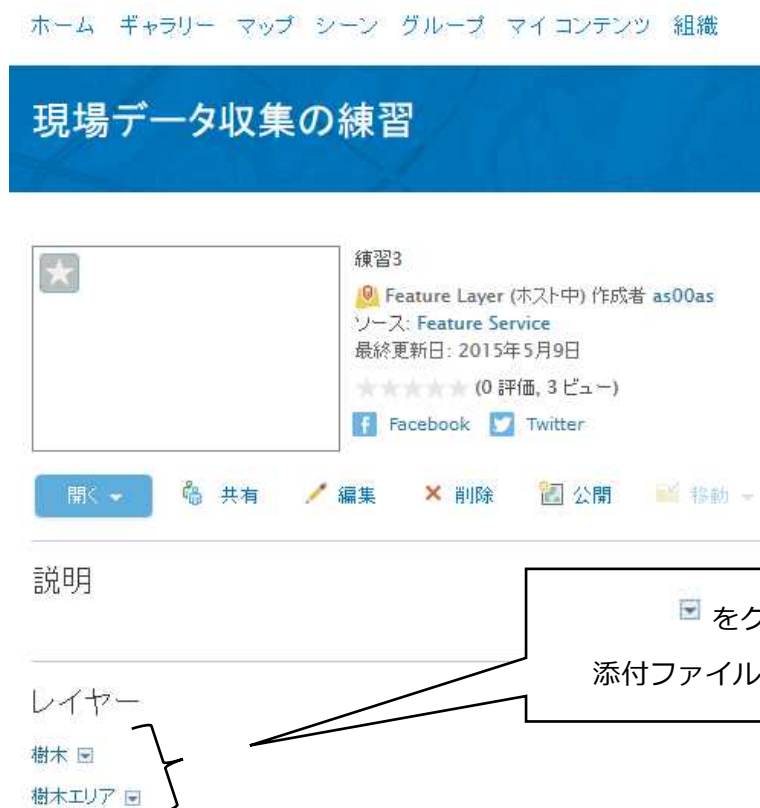 ホーム ギャラリー マップ シーン グループ マイ コンテンツ 組織
現場データ収集の練習
練習3
Feature Layer (ホスト中) 作成者 as00as
ソース: Feature Service
最終更新日: 2015年5月9日
(0 評価, 3 ビュー)
Facebook Twitter
開く 共有 編集 削除 公開 移動
説明
をク
添付ファイル
レイヤー
樹木
樹木エリア